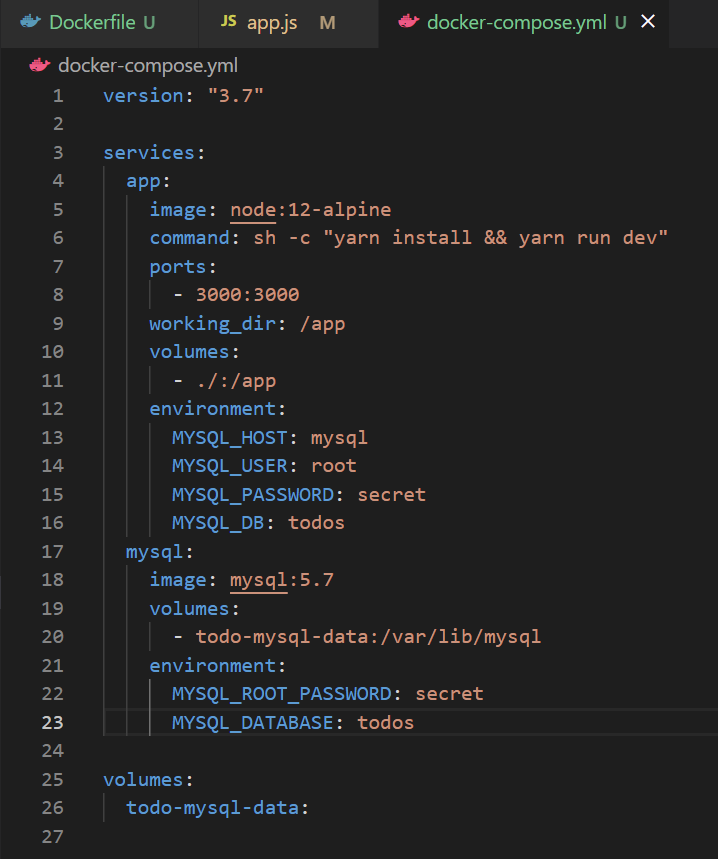 Dockerfile U JS app.js M docker-compose.yml U
docker-compose.yml
1 version: "3.7"
2
3 services:
4   app:
5     image: node:12-alpine
6     command: sh -c "yarn install && yarn run dev"
7     ports:
8       - 3000:3000
9     working_dir: /app
10     volumes:
11       - ./:/app
12     environment:
13       MYSQL_HOST: mysql
14       MYSQL_USER: root
15       MYSQL_PASSWORD: secret
16       MYSQL_DB: todos
17   mysql:
18     image: mysql:5.7
19     volumes:
20       - todo-mysql-data:/var/lib/mysql
21     environment:
22       MYSQL_ROOT_PASSWORD: secret
23       MYSQL_DATABASE: todos
24
25 volumes:
26   todo-mysql-data:
27